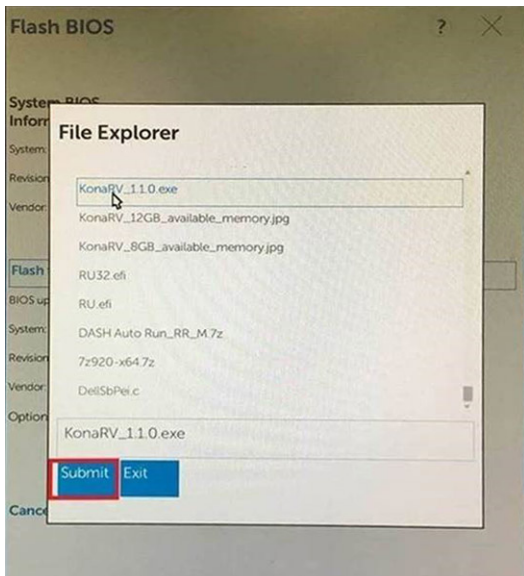 Flash BIOS ?
System BIOS
Inforr
File Explorer
System:
Revision
Vendor:
KonaRV_1.1.0.exe
KonaRV_12GB_available_memory.jpg
KonaRV_8GB_available_memory.jpg
RU32.efi
Flash
RU.efi
BIOS up
System:
DASH Auto Run_RR_M.7z
Revision
7z920-x64.7z
Vendor:
DellSbPei.c
Option
KonaRV_1.1.0.exe
Submit Exit
Cance